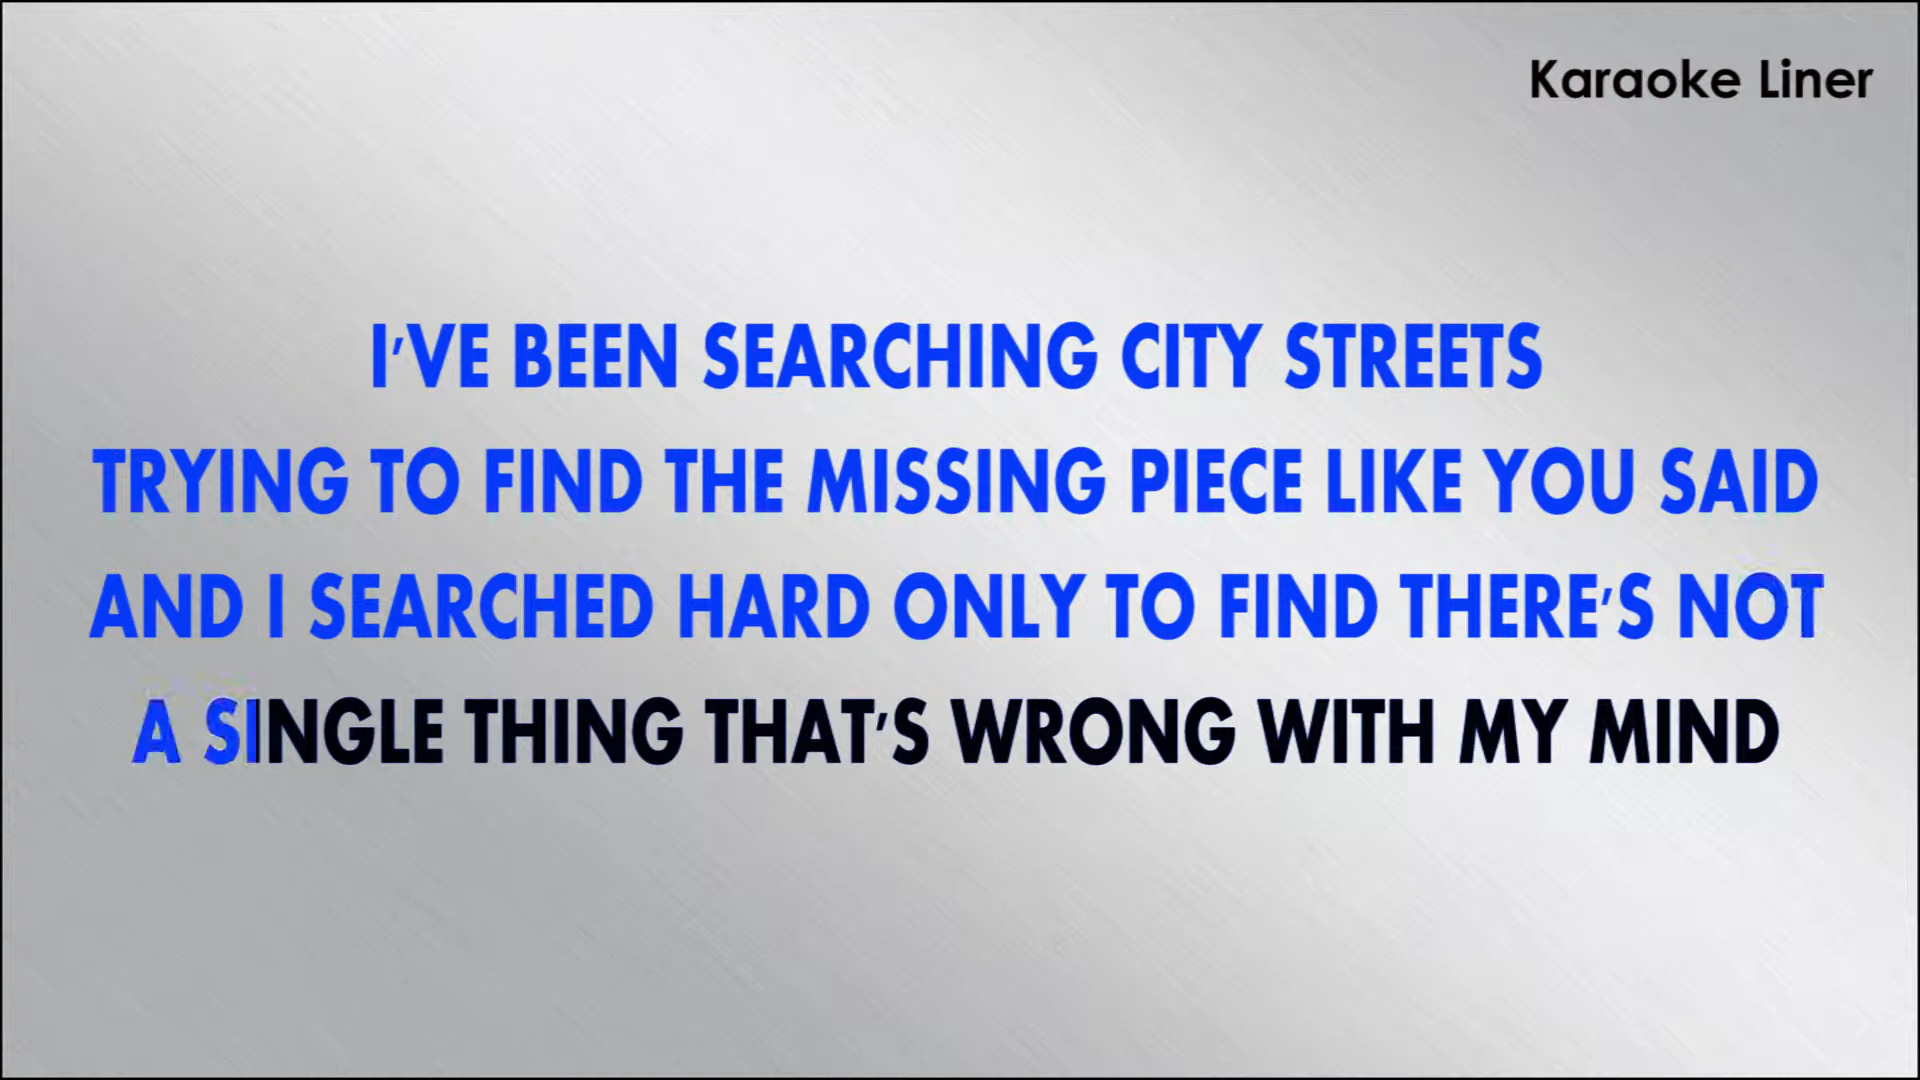 Karaoke Liner
I'VE BEEN SEARCHING CITY STREETS
TRYING TO FIND THE MISSING PIECE LIKE YOU SAID
AND I SEARCHED HARD ONLY TO FIND THERE'S NOT
A SINGLE THING THAT'S WRONG WITH MY MIND